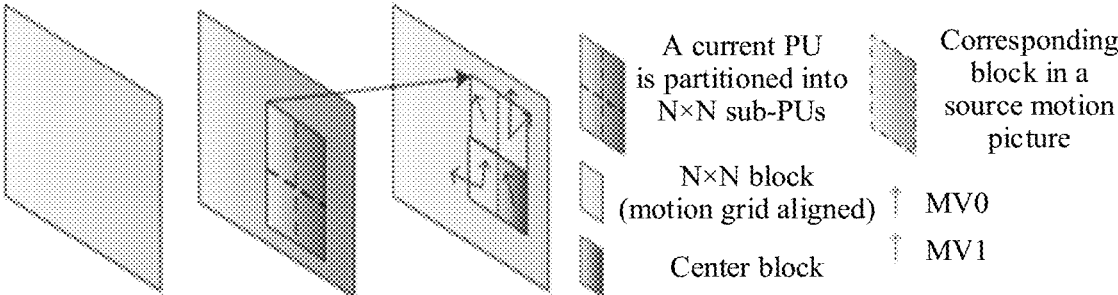 A current PU
is partitioned into
N×N sub-PUs
N×N block
(motion grid aligned)
Center block
Corresponding
block in a
source motion
picture
MV0
MV1